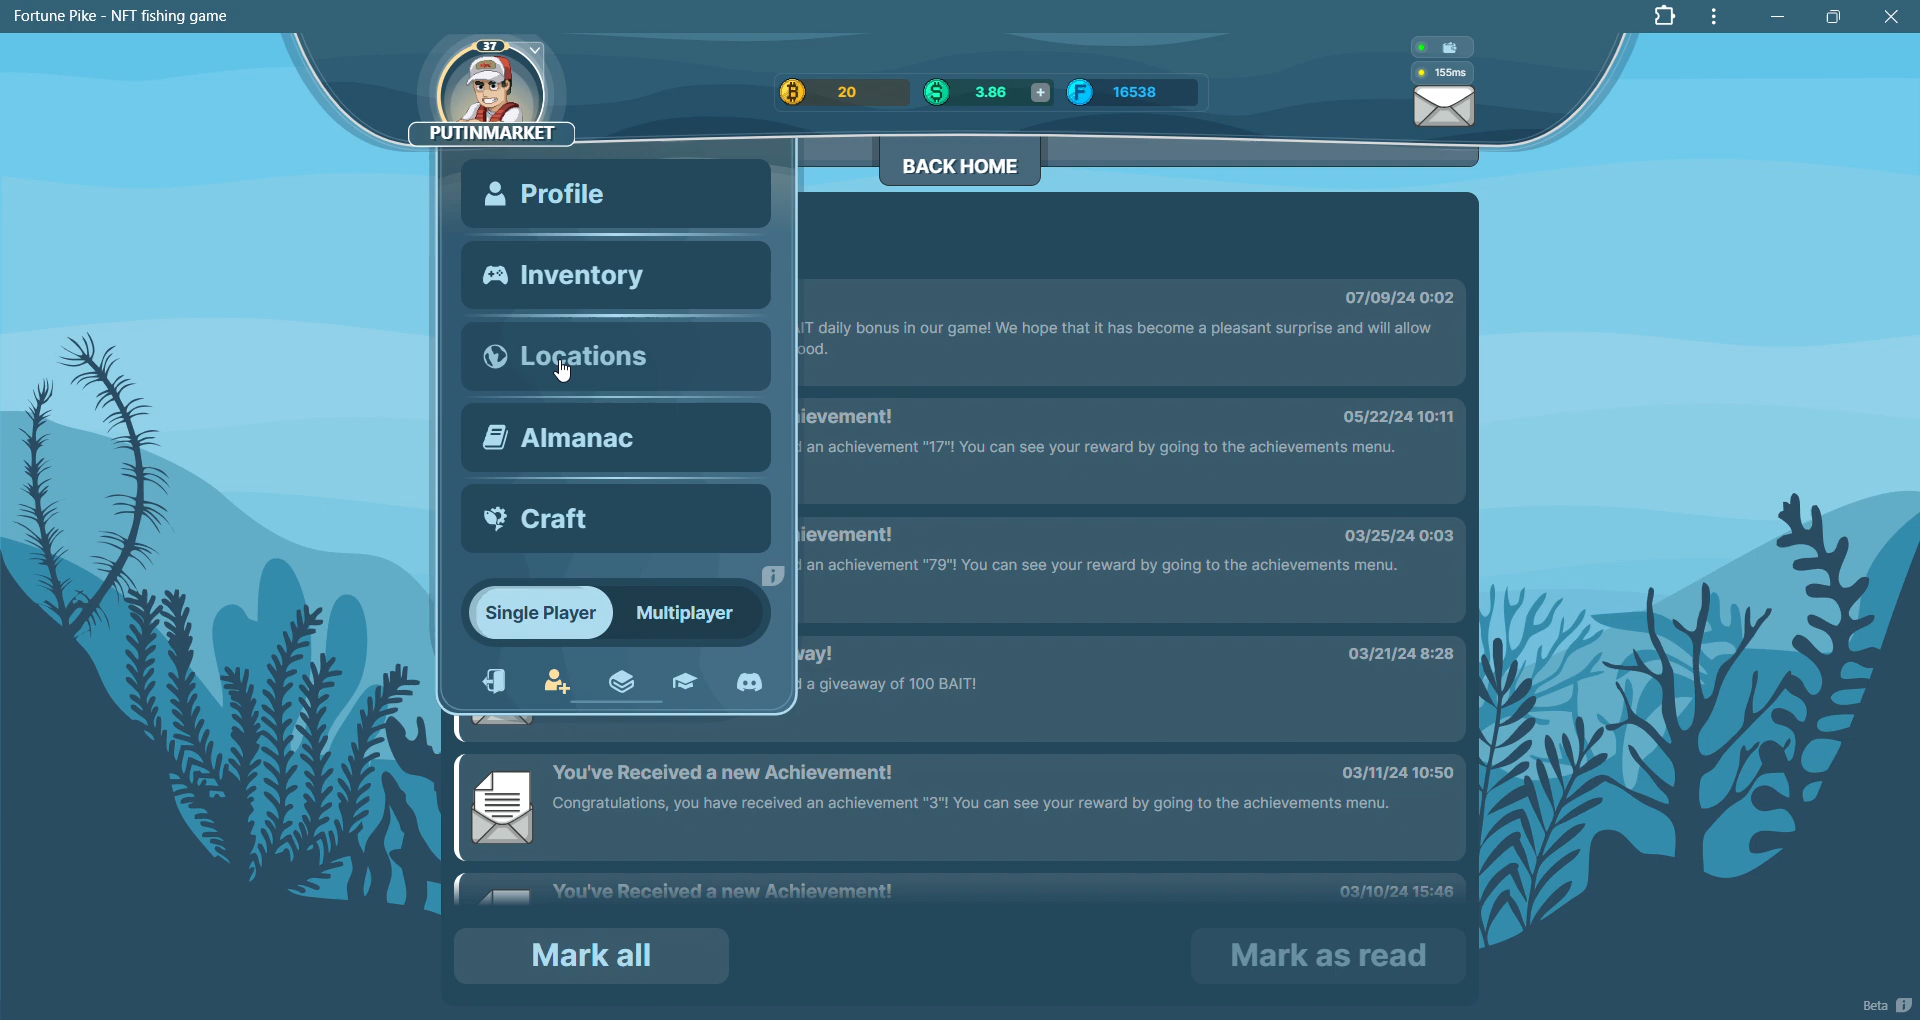 Fortune Pike - NFT fishing game
37
155ms
20
3.86
+
16538
PUTINMARKET
BACK HOME
Profile
Inventory
Locations
Almanac
Craft
Single Player
Multiplayer
07/09/24 0:02
daily bonus in our game! We hope that it has become a pleasant surprise and will allow
05/22/24 10:11
an achievement "17"! You can see your reward by going to the achievements menu.
03/25/24 0:03
an achievement "79"! You can see your reward by going to the achievements menu.
03/21/24 8:28
a giveaway of 100 BAIT!
You've Received a new Achievement!
03/11/24 10:50
Congratulations, you have received an achievement "3"! You can see your reward by going to the achievements menu.
You've Received a new Achievement!
03/10/24 15:46
Mark all
Mark as read
Beta